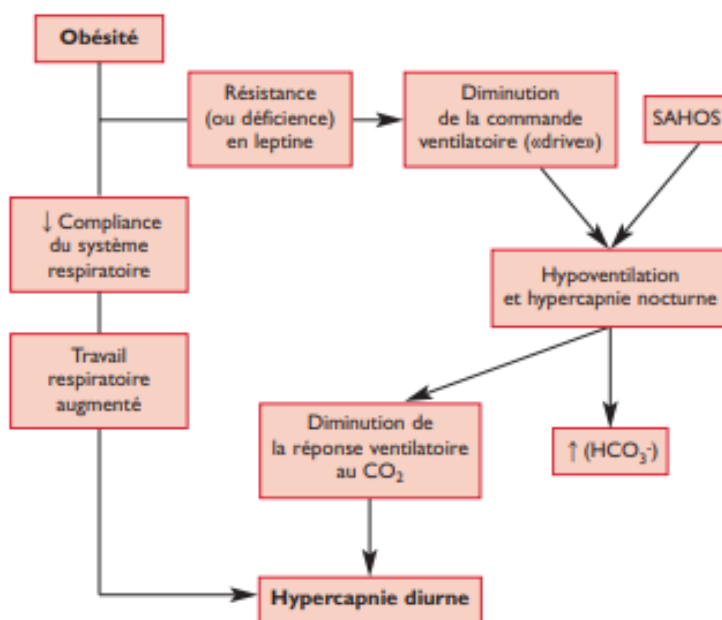 Obésité
Résistance
(ou déficience)
en leptine
Diminution
de la commande
ventilatoire («drive»)
SAHOS
↓ Compliance
du système
respiratoire
Hypoventilation
et hypercapnie nocturne
Travail
respiratoire
augmenté
Diminution de
la réponse ventilatoire
au CO₂
↑ (HCO₃⁻)
Hypercapnie diurne